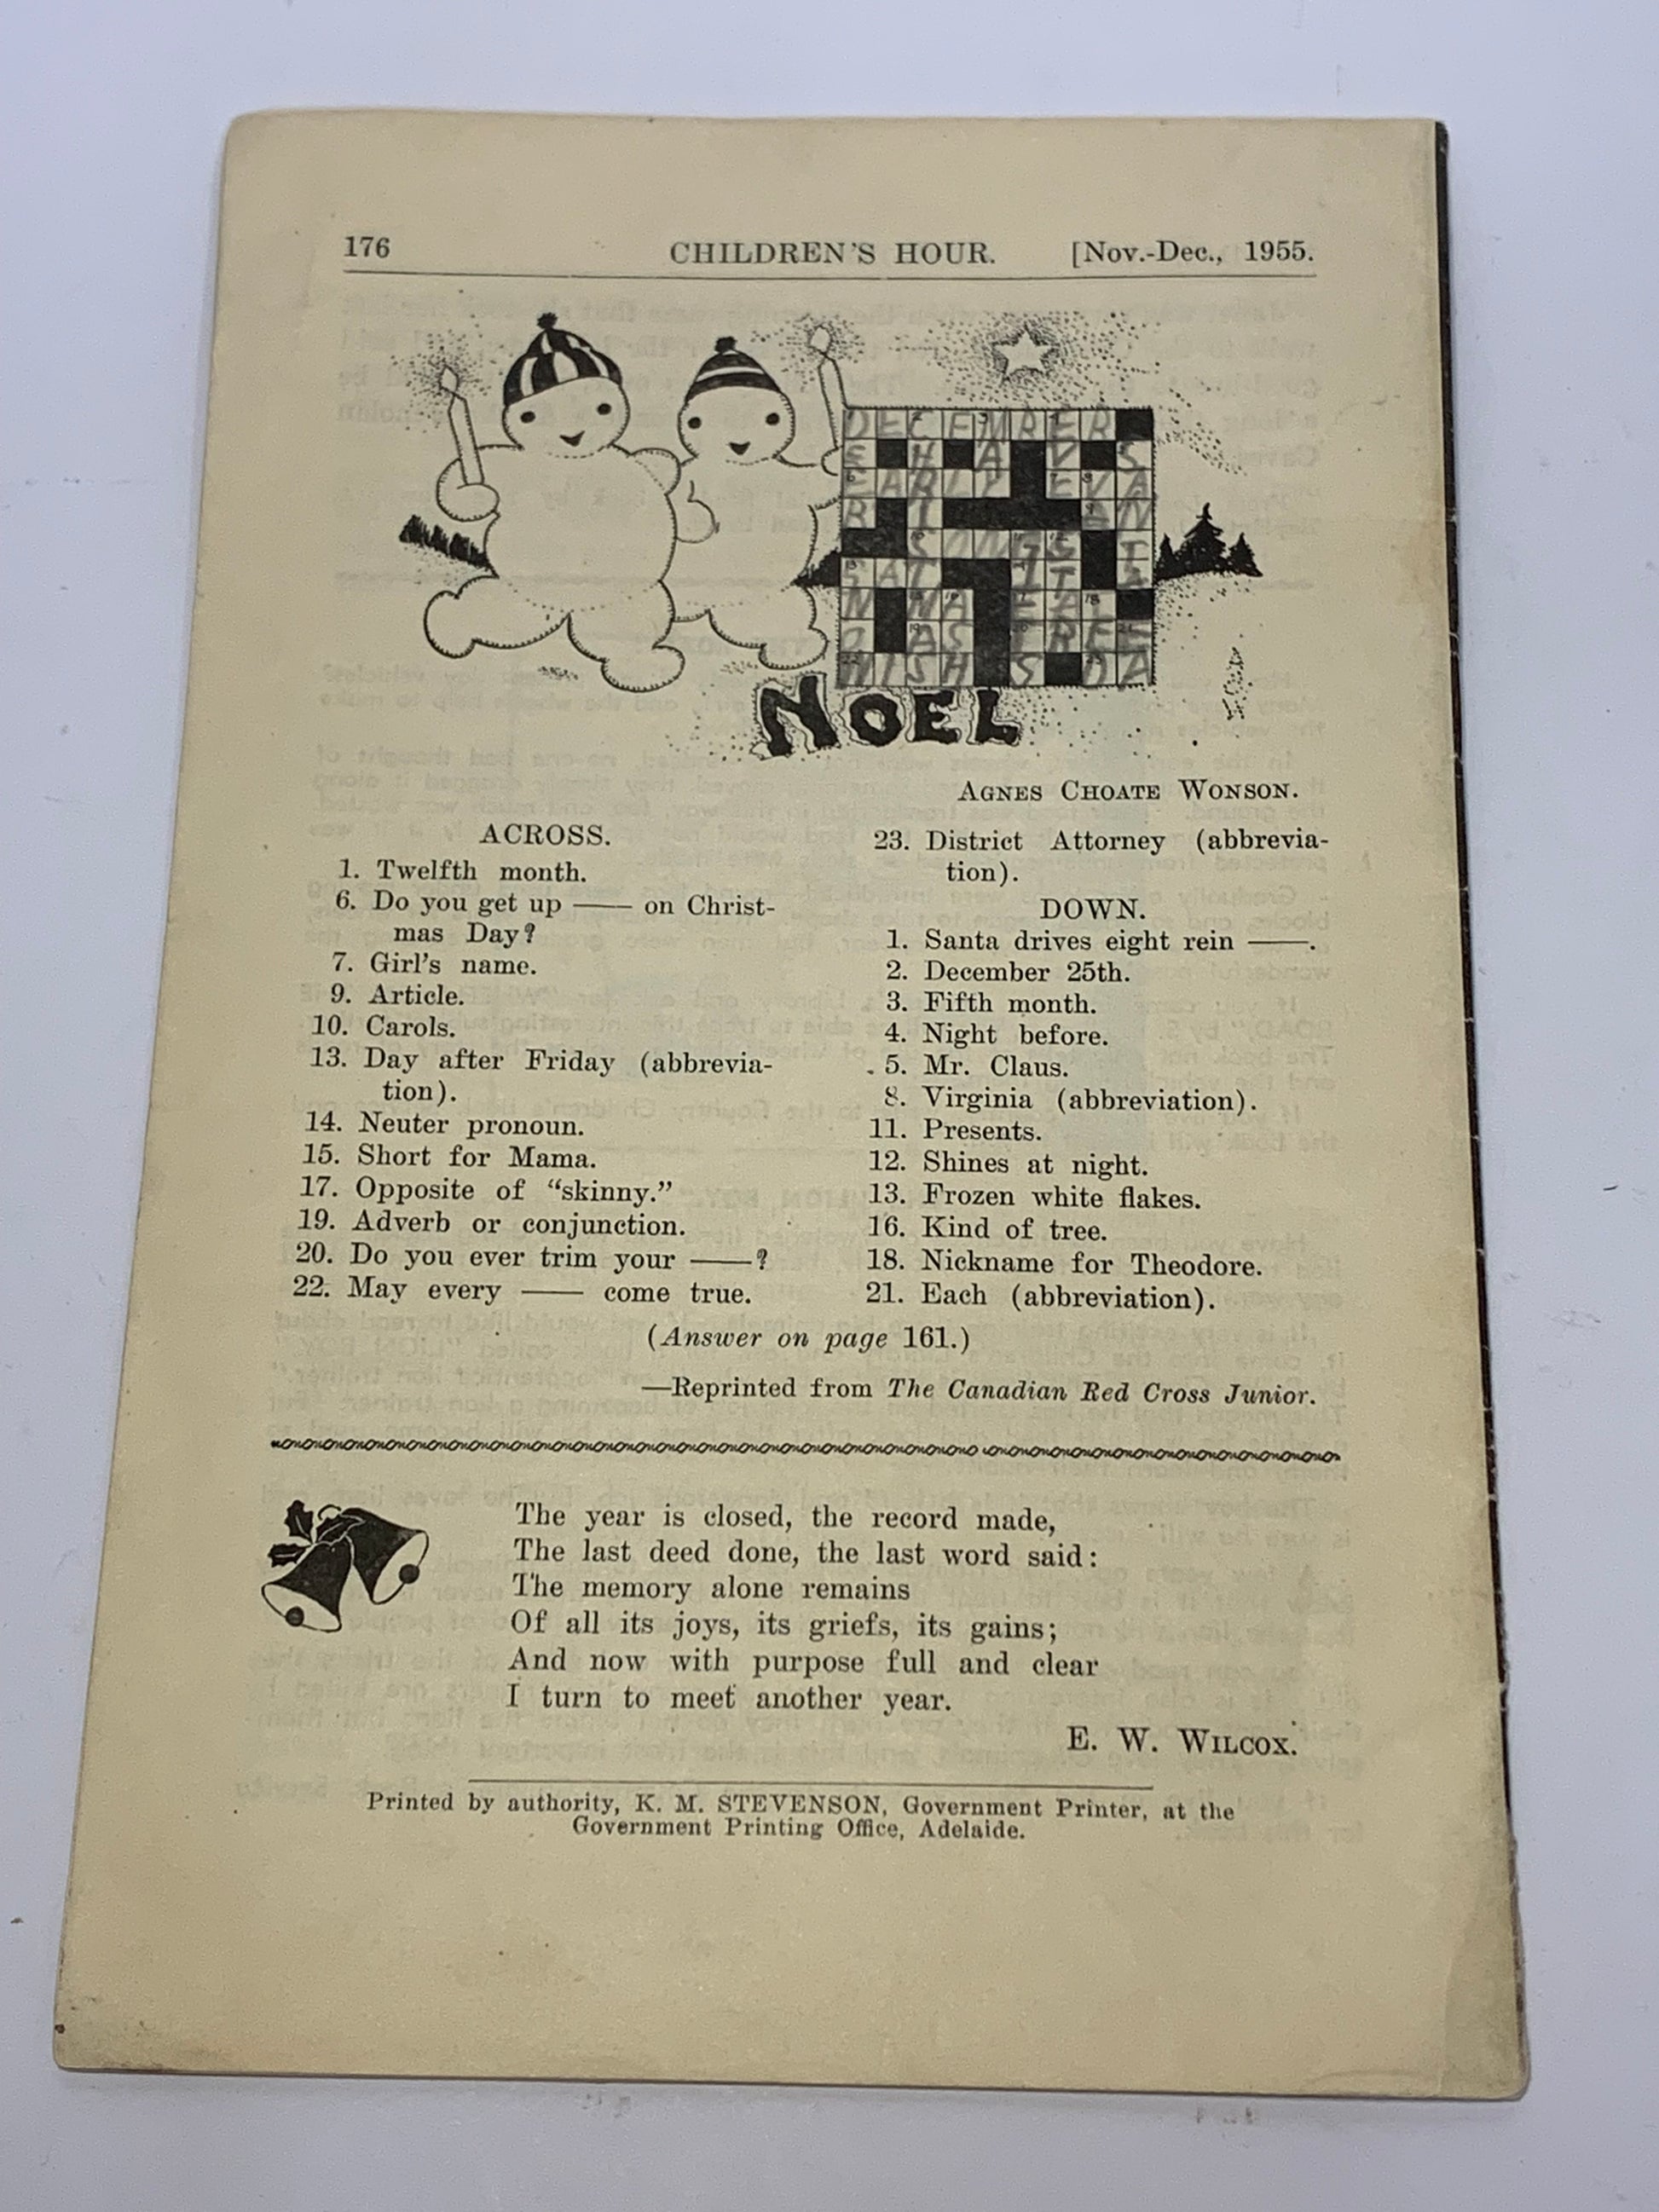 176 CHILDREN'S HOUR. [Nov.-Dec., 1955.
NOEL
AGNES CHOATE WONSON.
ACROSS.
1. Twelfth month.
6. Do you get up —— on Christ-
mas Day?
7. Girl's name.
9. Article.
10. Carols.
13. Day after Friday (abbrevia-
tion).
14. Neuter pronoun.
15. Short for Mama.
17. Opposite of "skinny."
19. Adverb or conjunction.
20. Do you ever trim your ——?
22. May every —— come true.
23. District Attorney (abbrevia-
tion).
DOWN.
1. Santa drives eight rein ——.
2. December 25th.
3. Fifth month.
4. Night before.
5. Mr. Claus.
8. Virginia (abbreviation).
11. Presents.
12. Shines at night.
13. Frozen white flakes.
16. Kind of tree.
18. Nickname for Theodore.
21. Each (abbreviation).
(Answer on page 161.)
—Reprinted from The Canadian Red Cross Junior.
The year is closed, the record made,
The last deed done, the last word said:
The memory alone remains
Of all its joys, its griefs, its gains;
And now with purpose full and clear
I turn to meet another year.
E. W. WILCOX.
Printed by authority, K. M. STEVENSON, Government Printer, at the
Government Printing Office, Adelaide.